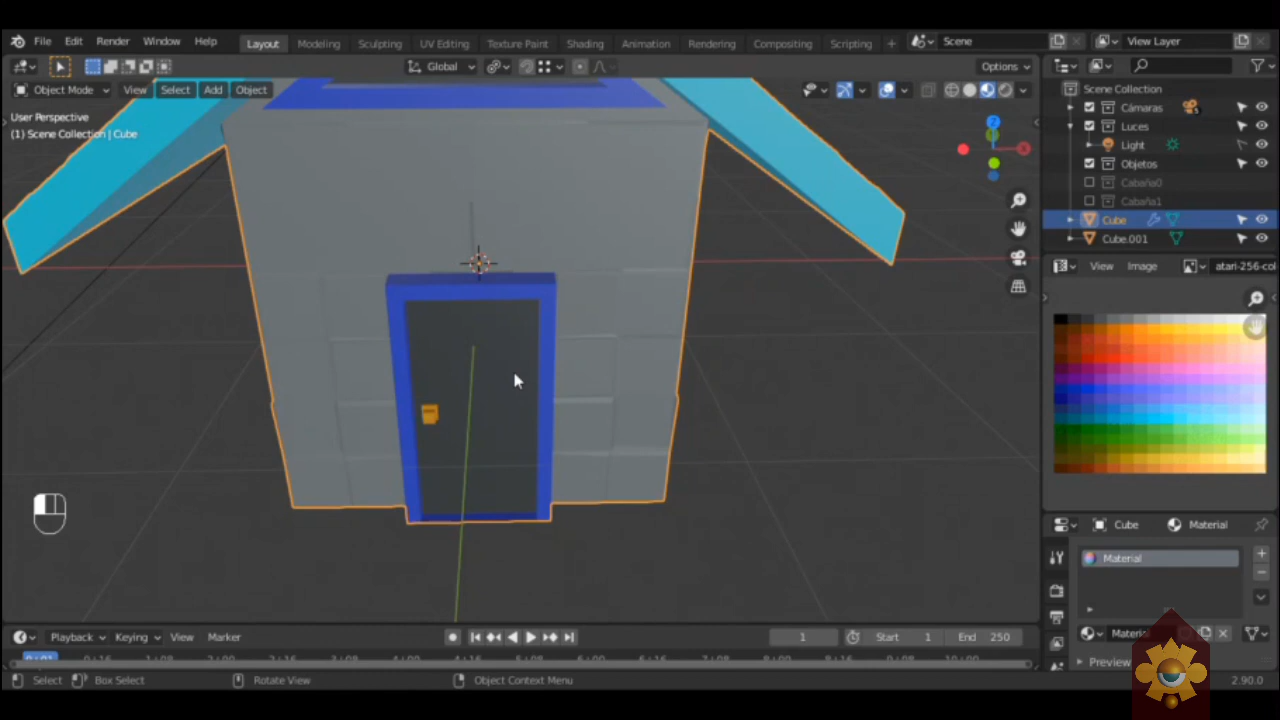 File Edit Render Window Help Layout Modeling Sculpting UV Editing Texture Paint Shading Animation Rendering Compositing Scripting + Scene View Layer
Global Options
Object Mode View Select Add Object
User Perspective
(1) Scene Collection | Cube
Scene Collection
Cámaras
Luces
Light
Objetos
Cabaña0
Cabaña1
Cube
Cube.001
View Image atari-256-col
Cube Material
Material
Material
Preview
Playback Keying View Marker 1 Start 1 End 250
Select Box Select Rotate View Object Context Menu 2.90.0